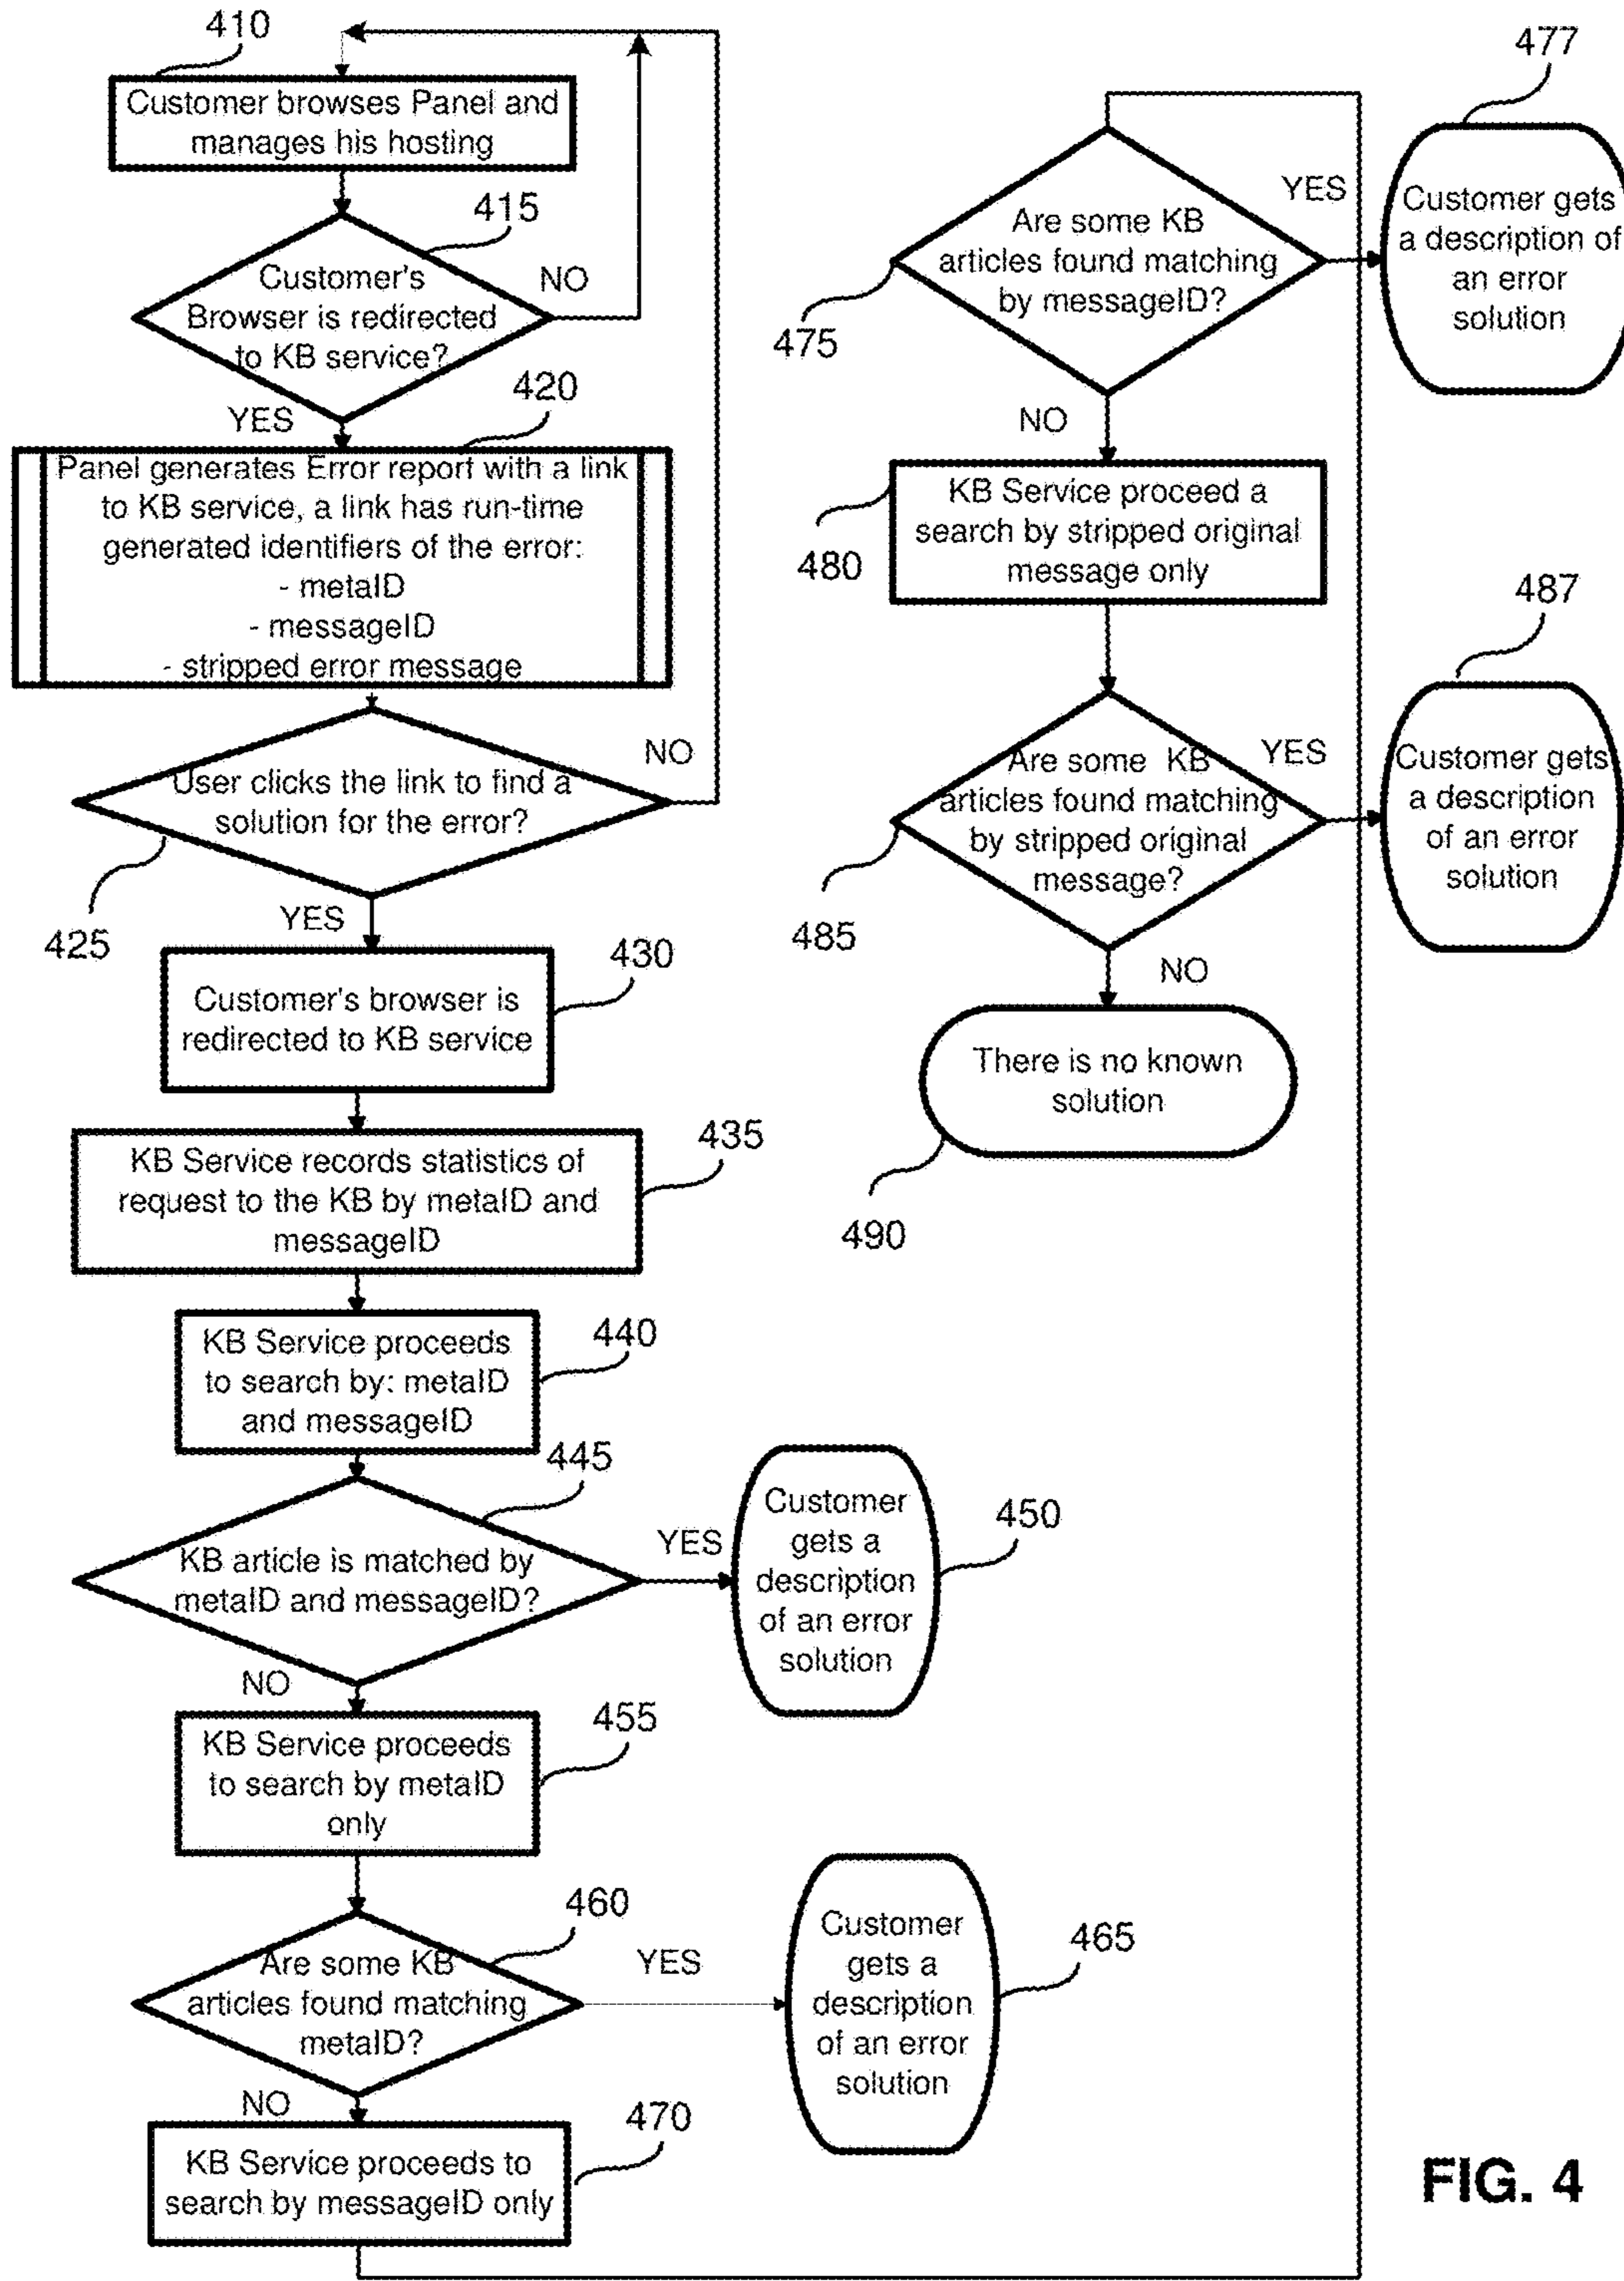 410
Customer browses Panel and
manages his hosting
415
Customer's
Browser is redirected
to KB service?
NO
YES
420
Panel generates Error report with a link
to KB service, a link has run-time
generated identifiers of the error:
- metaID
- messageID
- stripped error message
User clicks the link to find a
solution for the error?
NO
425
YES
430
Customer's browser is
redirected to KB service
435
KB Service records statistics of
request to the KB by metaID and
messageID
440
KB Service proceeds
to search by: metaID
and messageID
445
KB article is matched by
metaID and messageID?
YES
Customer
gets a
description
of an error
solution
450
NO
455
KB Service proceeds
to search by metaID
only
460
Are some KB
articles found matching
metaID?
YES
Customer
gets a
description
of an error
solution
465
NO
470
KB Service proceeds to
search by messageID only
Are some KB
articles found matching
by messageID?
475
YES
477
Customer gets
a description of
an error
solution
NO
KB Service proceed a
search by stripped original
message only
480
Are some KB
articles found matching
by stripped original
message?
485
YES
487
Customer gets
a description
of an error
solution
NO
There is no known
solution
490
FIG. 4